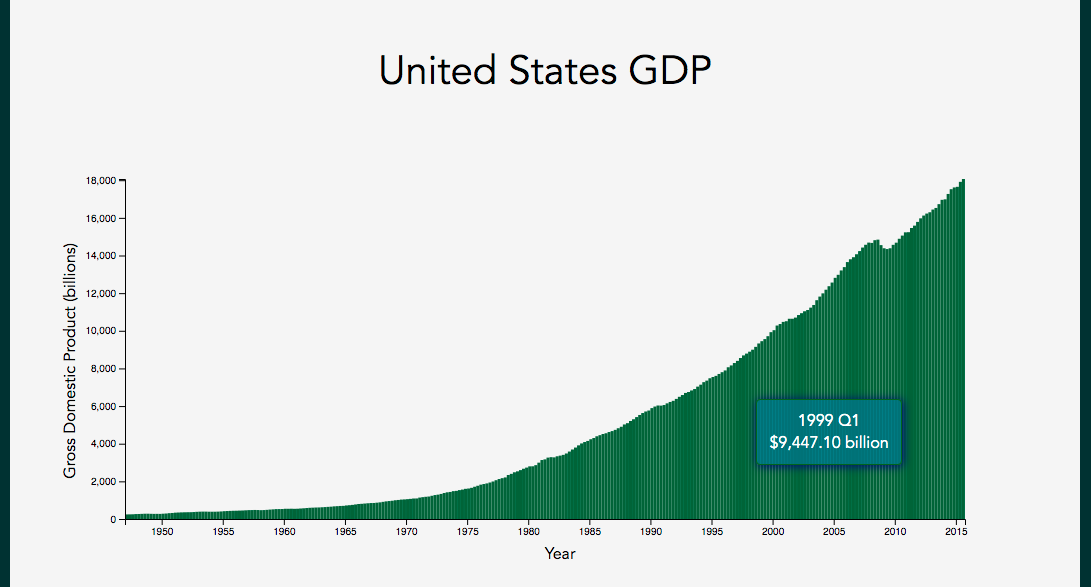 United States GDP
Gross Domestic Product (billions)
18,000
16,000
14,000
12,000
10,000
8,000
6,000
4,000
2,000
0
1999 Q1
$9,447.10 billion
1950 1955 1960 1965 1970 1975 1980 1985 1990 1995 2000 2005 2010 2015
Year